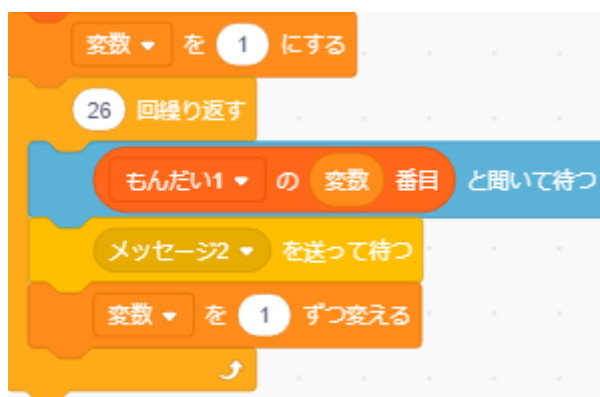 変数 を 1 にする
26 回繰り返す
もんだい1 の 変数 番目 と聞いて待つ
メッセージ2 を送って待つ
変数 を 1 ずつ変える